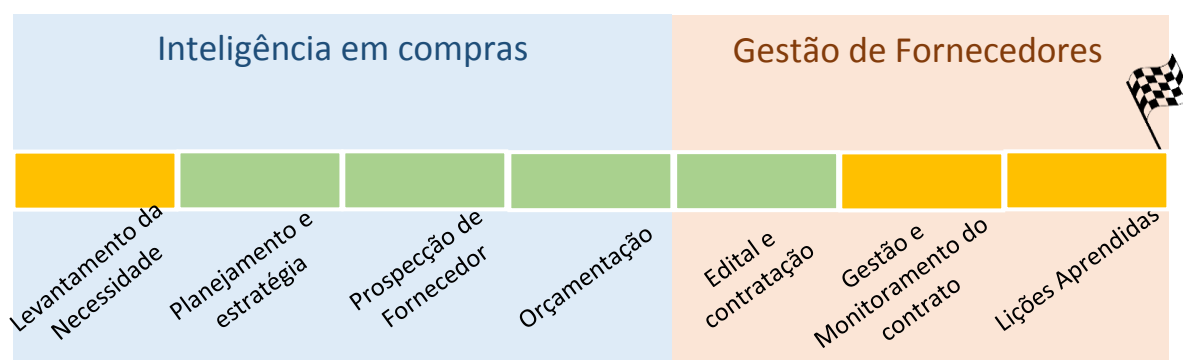 Inteligência em compras
Gestão de Fornecedores
Levantamento da
Necessidade
Planejamento e
estratégia
Prospecção de
Fornecedor
Orçamentação
Edital e
contratação
Gestão e
Monitoramento do
contrato
Lições Aprendidas